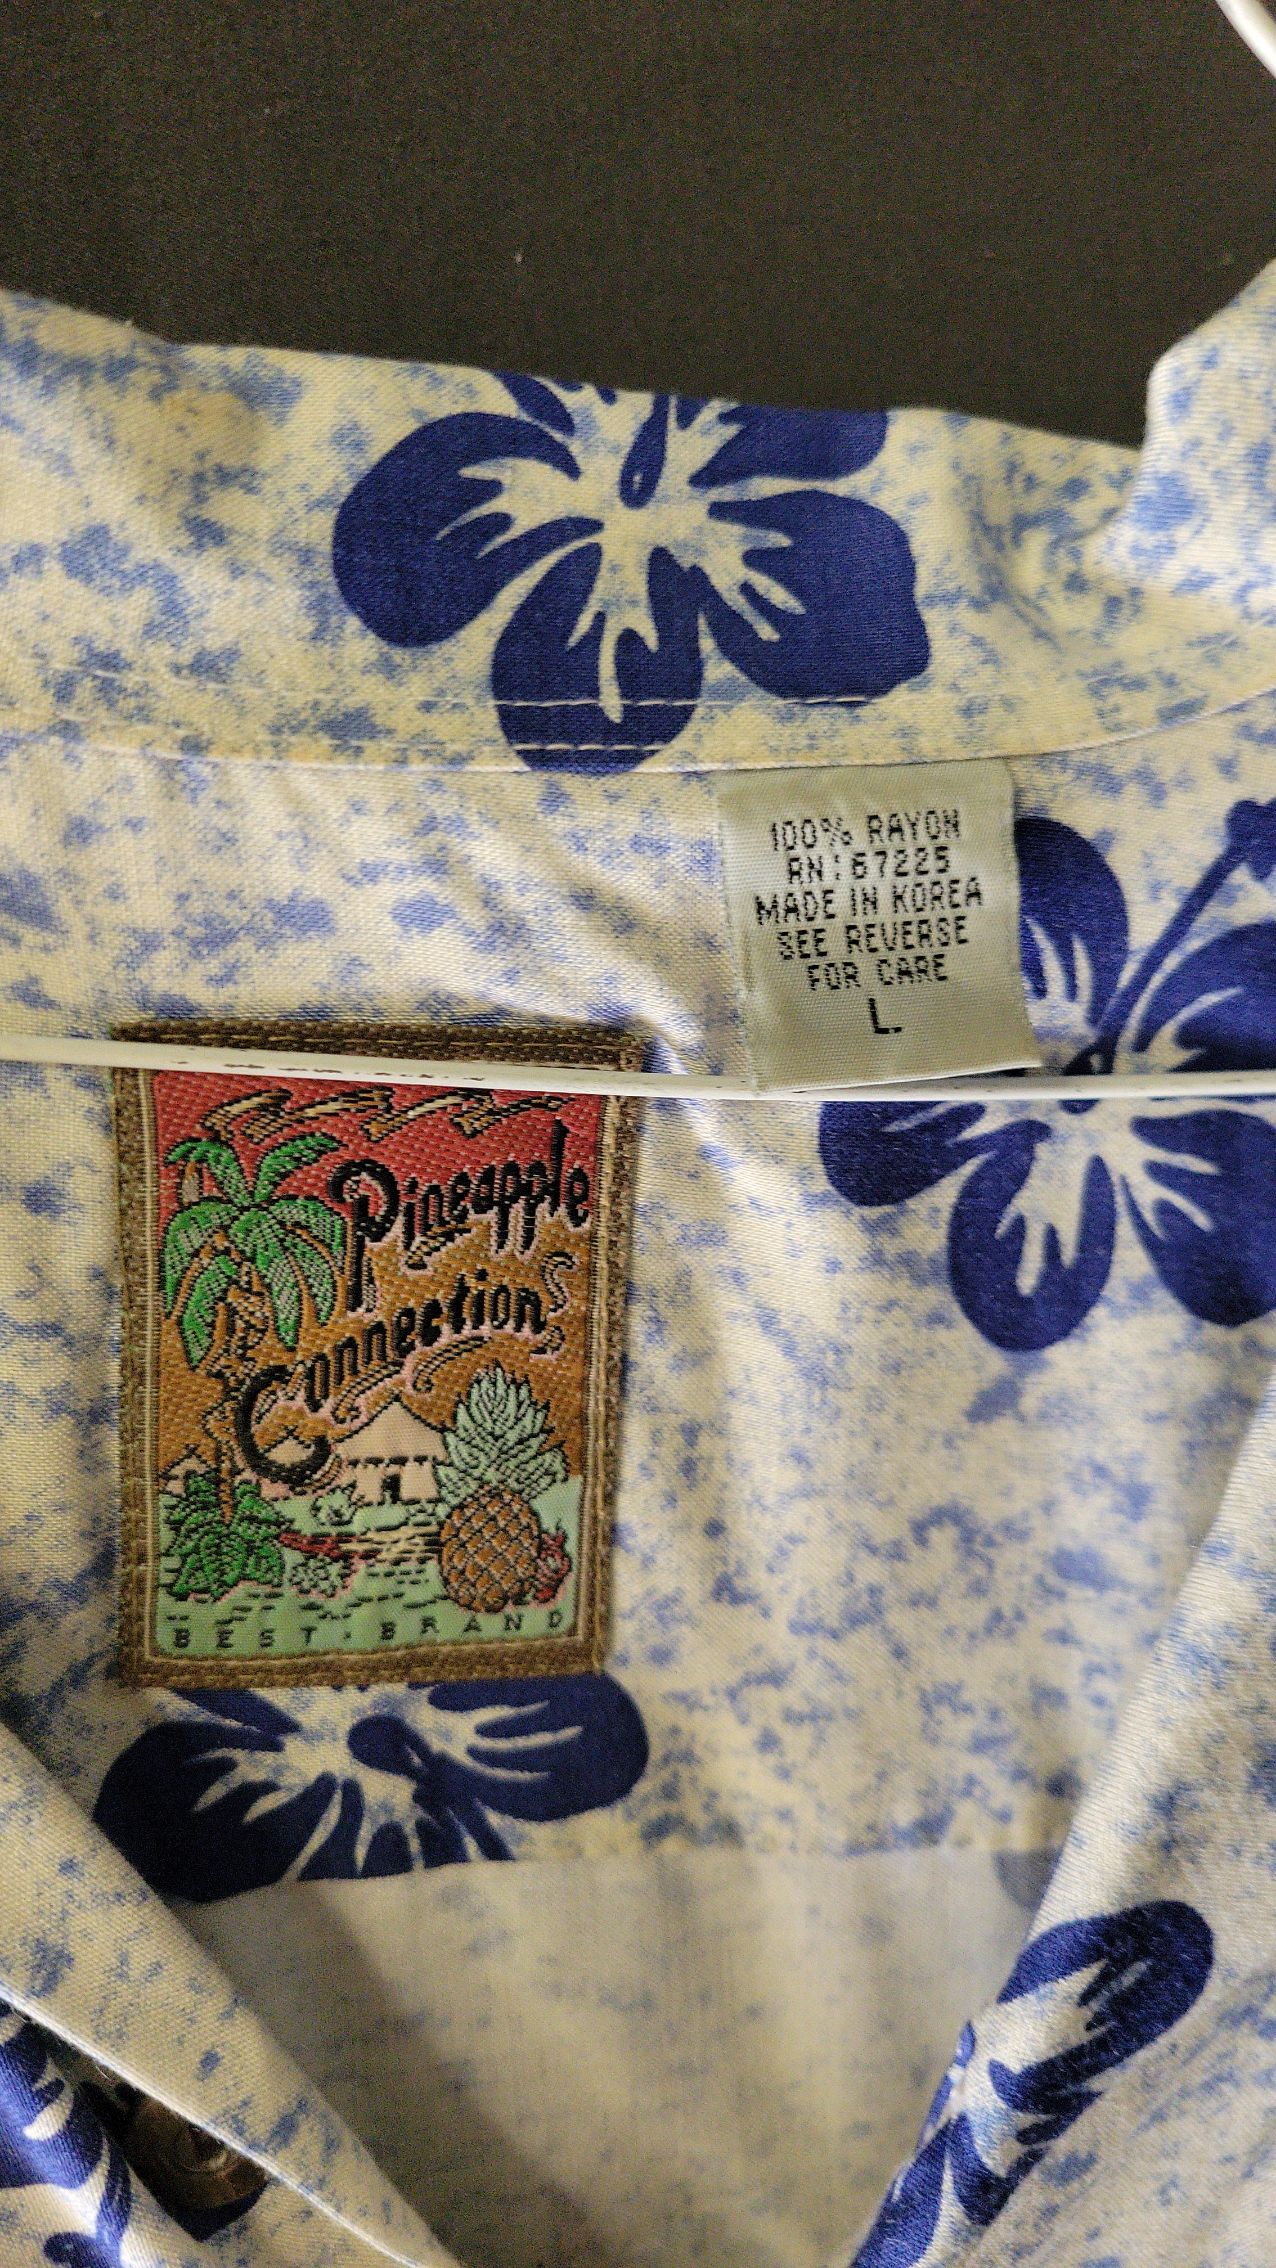 100% RAYON
RN:67225
MADE IN KOREA
SEE REVERSE
FOR CARE
L
Pineapple
Connection
BEST·BRAND